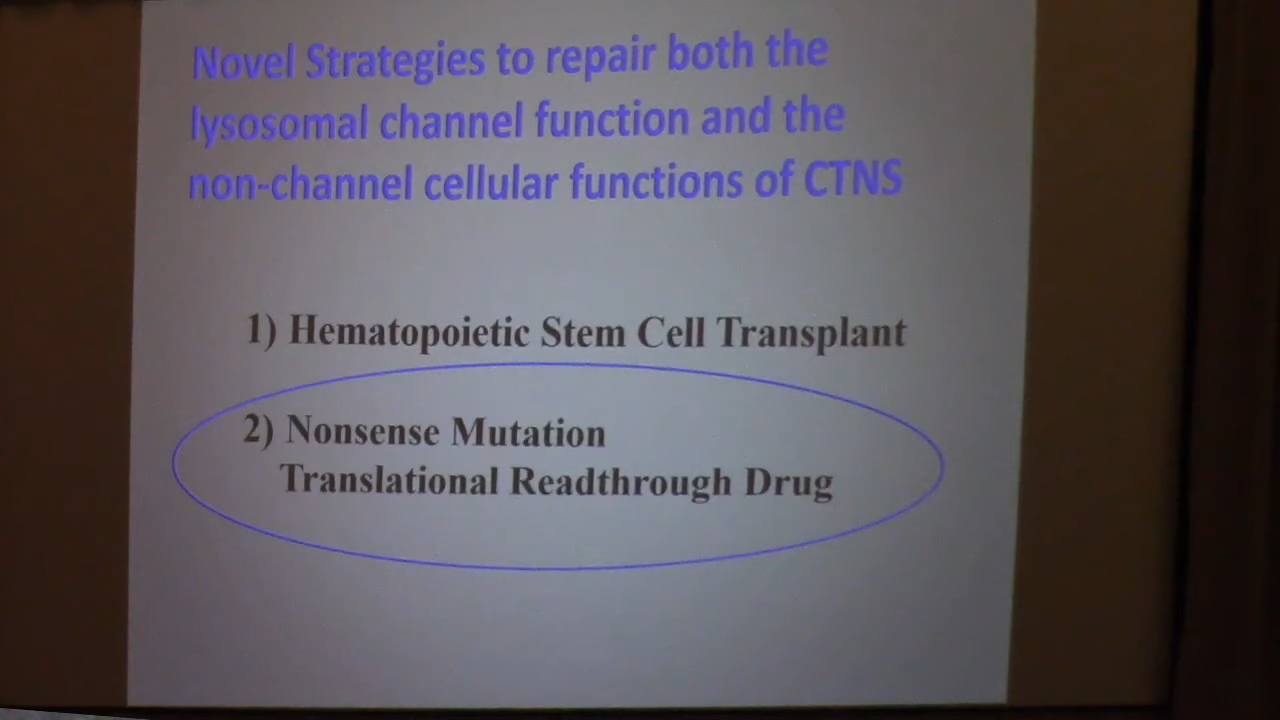 Novel Strategies to repair both the
lysosomal channel function and the
non-channel cellular functions of CTNS
1) Hematopoietic Stem Cell Transplant
2) Nonsense Mutation
Translational Readthrough Drug